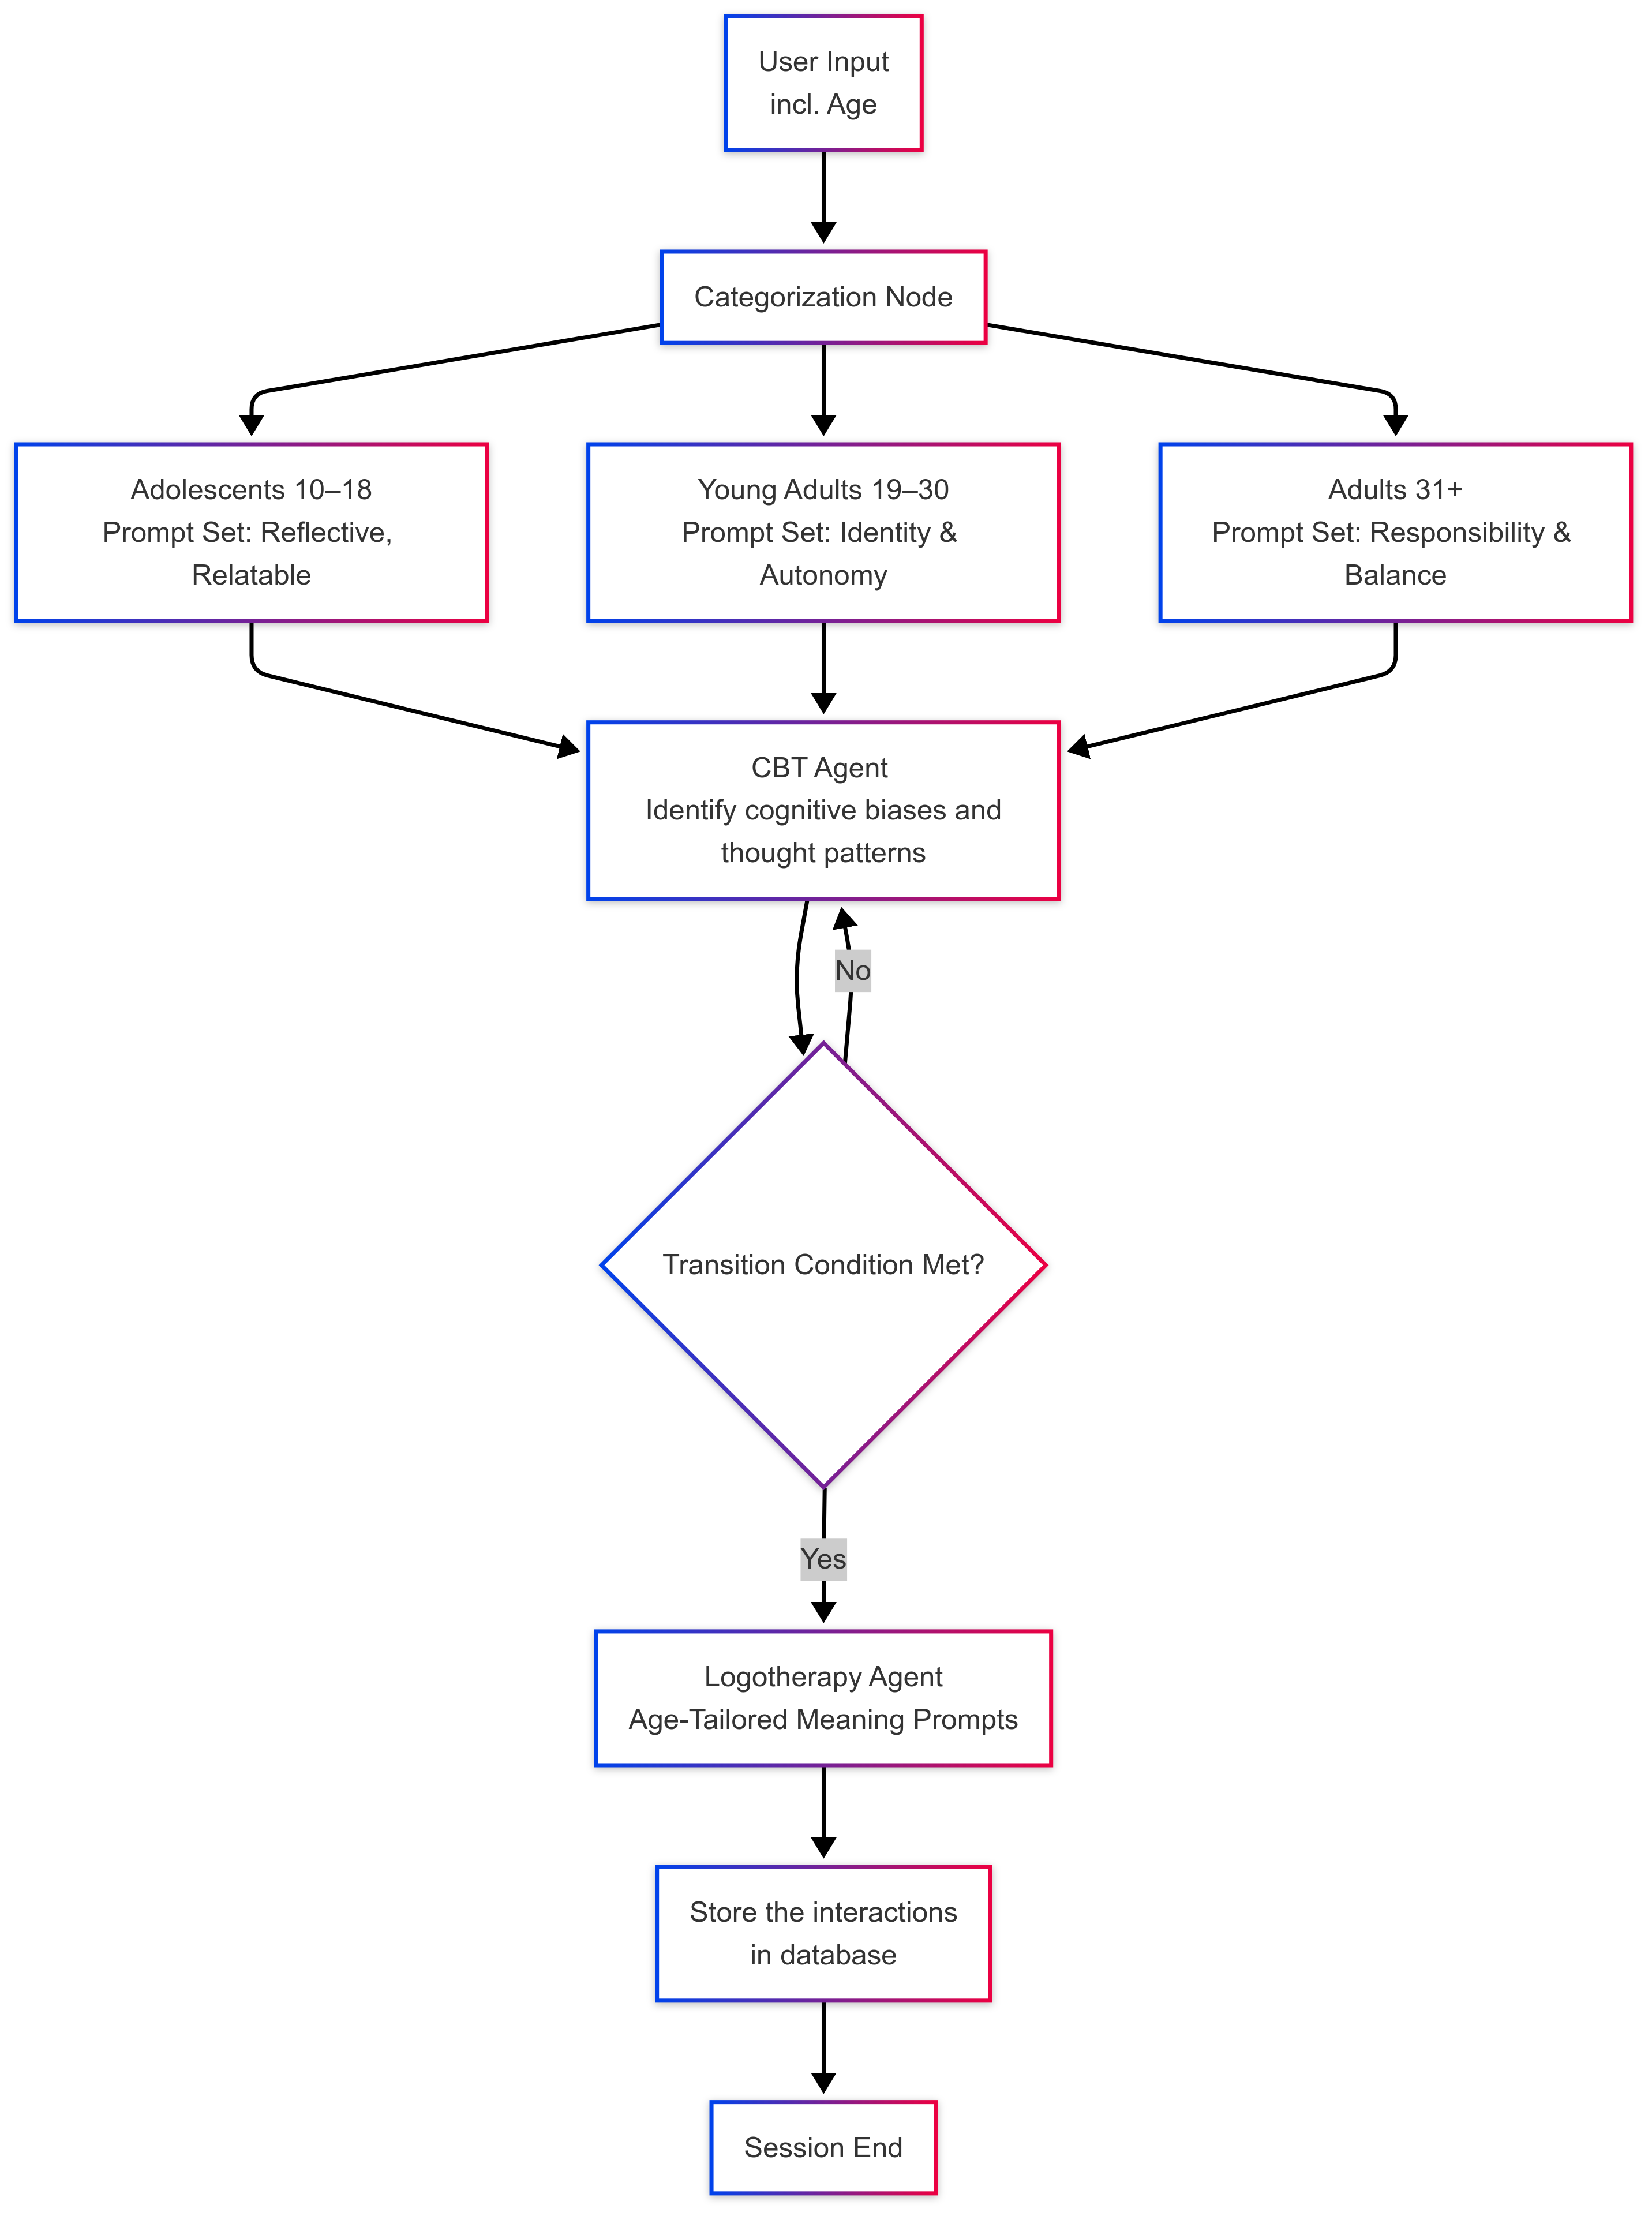 User Input
incl. Age
Categorization Node
Adolescents 10–18
Prompt Set: Reflective,
Relatable
Young Adults 19–30
Prompt Set: Identity &
Autonomy
Adults 31+
Prompt Set: Responsibility &
Balance
CBT Agent
Identify cognitive biases and
thought patterns
No
Transition Condition Met?
Yes
Logotherapy Agent
Age-Tailored Meaning Prompts
Store the interactions
in database
Session End